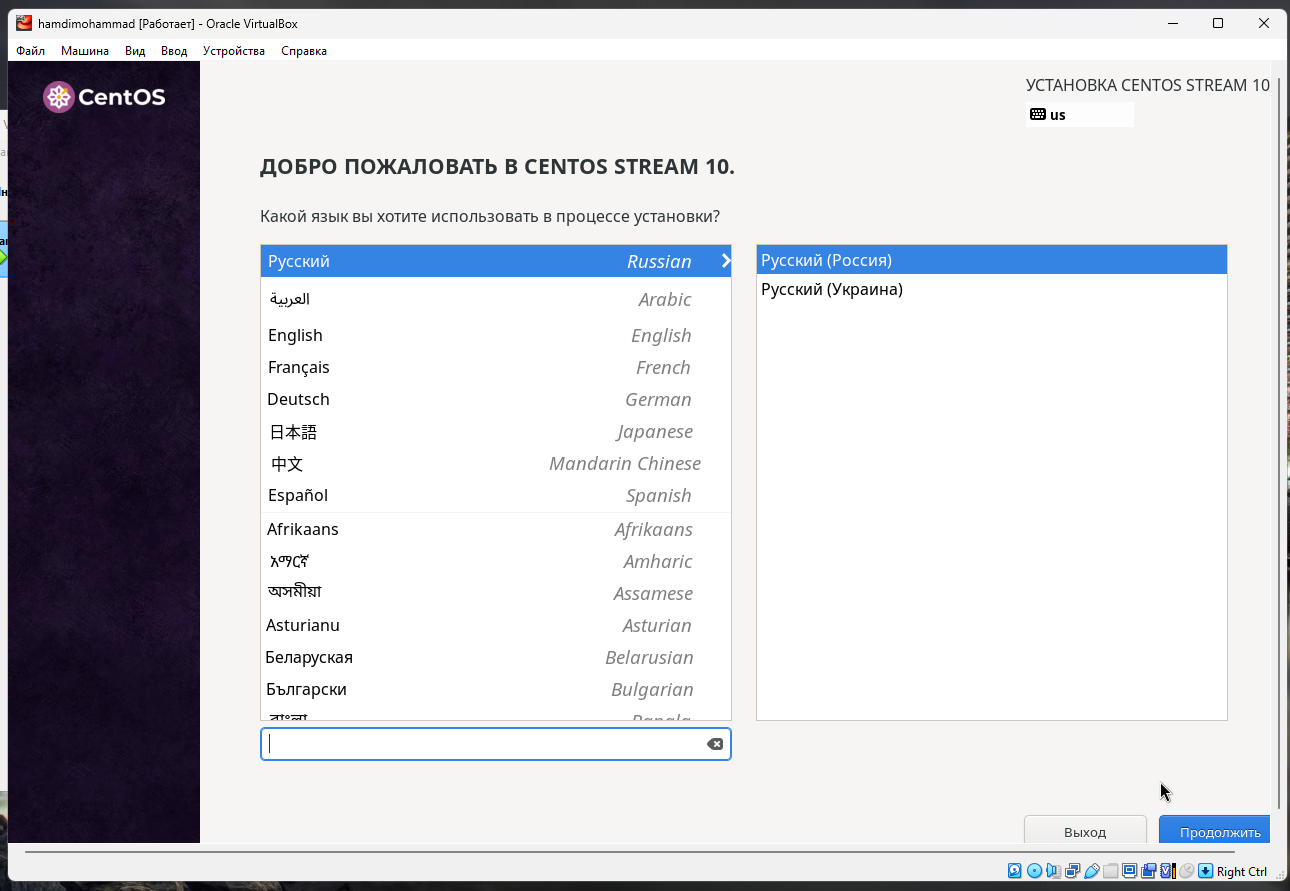 hamdimohammad [Работает] - Oracle VirtualBox
Файл Машина Вид Ввод Устройства Справка
CentOS
УСТАНОВКА CENTOS STREAM 10
us
ДОБРО ПОЖАЛОВАТЬ В CENTOS STREAM 10.
Какой язык вы хотите использовать в процессе установки?
Русский Russian
العربية Arabic
English English
Français French
Deutsch German
日本語 Japanese
中文 Mandarin Chinese
Español Spanish
Afrikaans Afrikaans
አማርኛ Amharic
অসমীয়া Assamese
Asturianu Asturian
Беларуская Belarusian
Български Bulgarian
বাংলা Bangla
Русский (Россия)
Русский (Украина)
Выход Продолжить
Right Ctrl